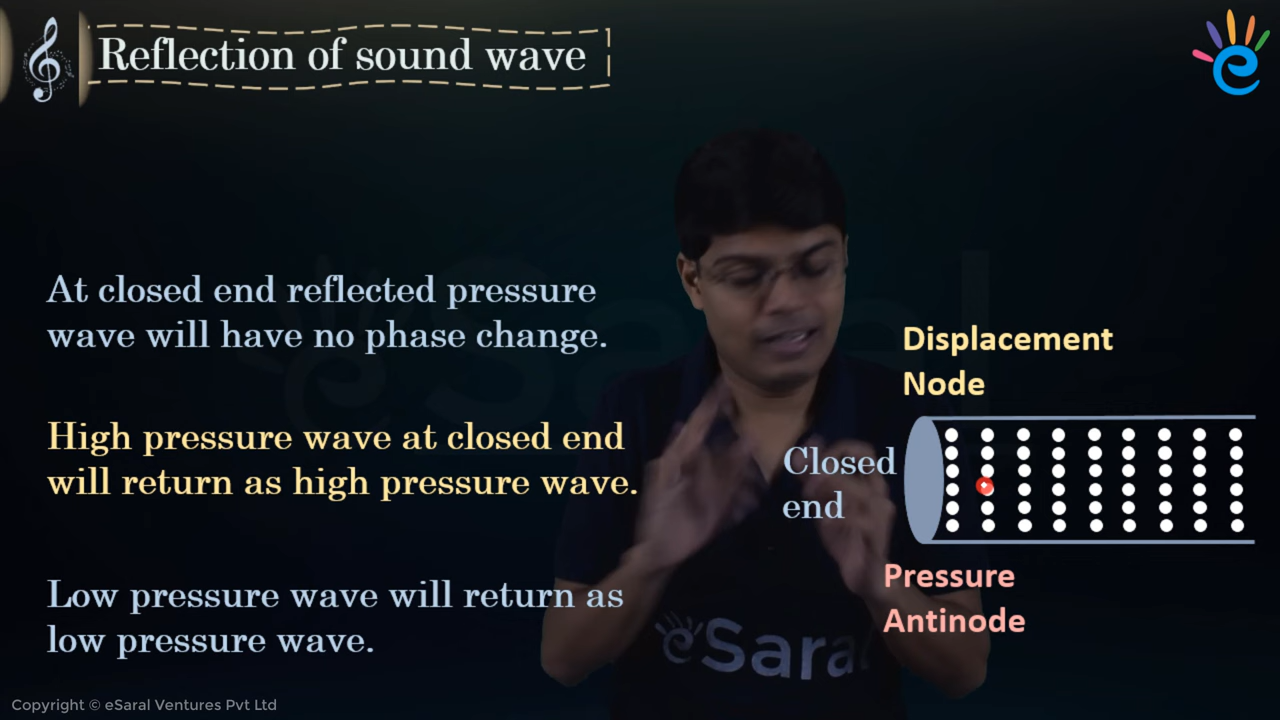 Reflection of sound wave
At closed end reflected pressure
wave will have no phase change.
High pressure wave at closed end
will return as high pressure wave.
Low pressure wave will return as
low pressure wave.
Displacement
Node
Closed
end
Pressure
Antinode
eSaral
Copyright © eSaral Ventures Pvt Ltd